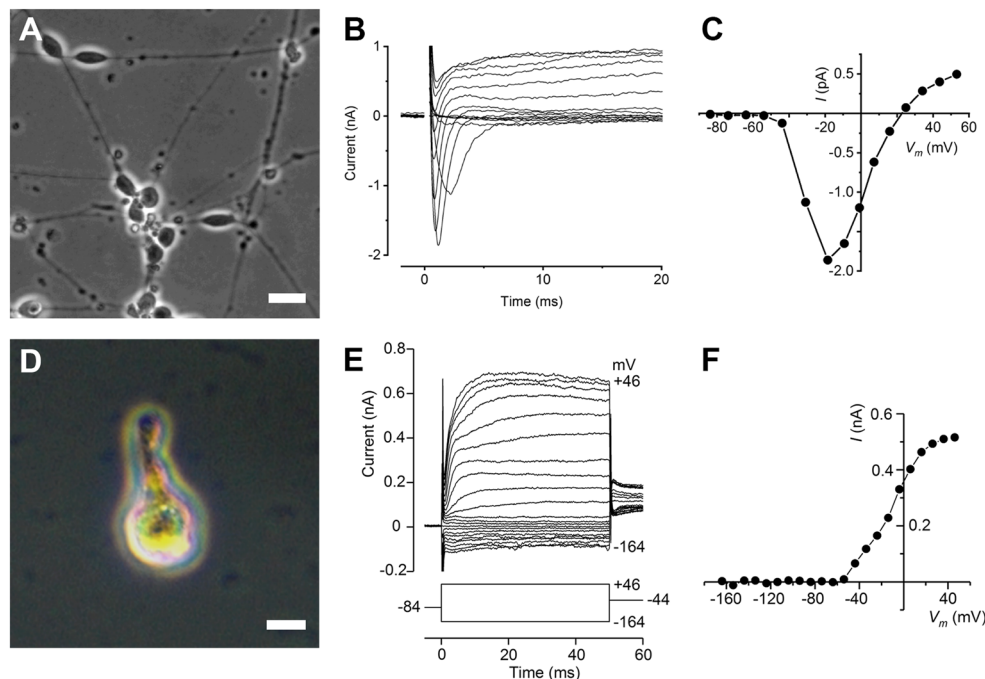 A
B
1
0
-1
-2
Current (nA)
0
10
20
Time (ms)
C
I (pA)
0.5
-80
-60
-20
40
60
Vm (mV)
-0.5
-1.0
-1.5
-2.0
D
E
0.8
0.6
0.4
0.2
0
-0.2
Current (nA)
mV
+46
-164
+46
-84
-44
-164
0
20
40
60
Time (ms)
F
I (nA)
0.6
0.4
0.2
-160
-120
-80
-40
40
Vm (mV)